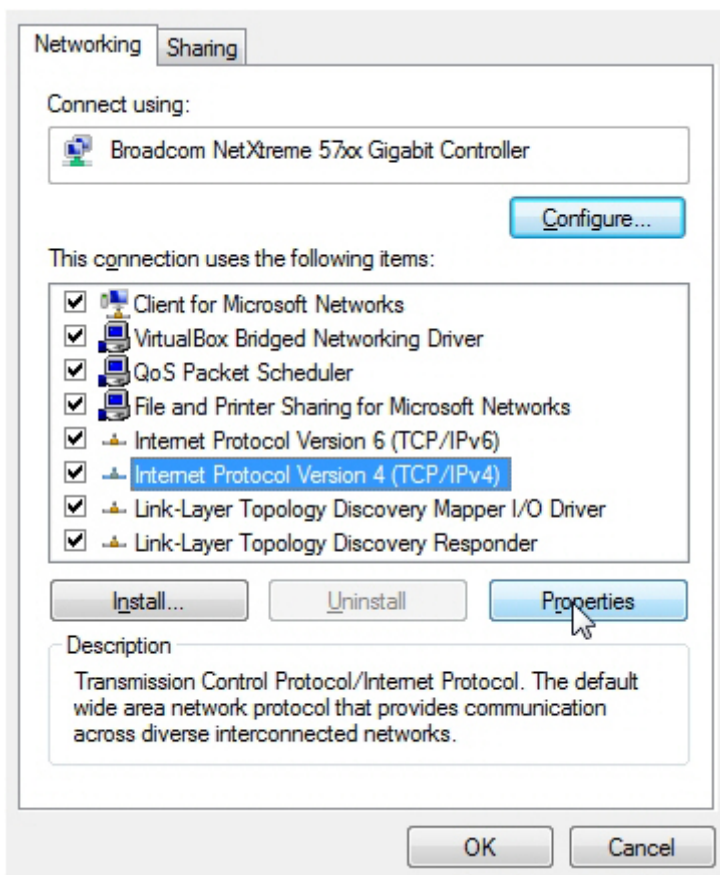 Networking Sharing
Connect using:
Broadcom NetXtreme 57xx Gigabit Controller
Configure...
This connection uses the following items:
Client for Microsoft Networks
VirtualBox Bridged Networking Driver
QoS Packet Scheduler
File and Printer Sharing for Microsoft Networks
Internet Protocol Version 6 (TCP/IPv6)
Internet Protocol Version 4 (TCP/IPv4)
Link-Layer Topology Discovery Mapper I/O Driver
Link-Layer Topology Discovery Responder
Install... Uninstall Properties
Description
Transmission Control Protocol/Internet Protocol. The default
wide area network protocol that provides communication
across diverse interconnected networks.
OK Cancel